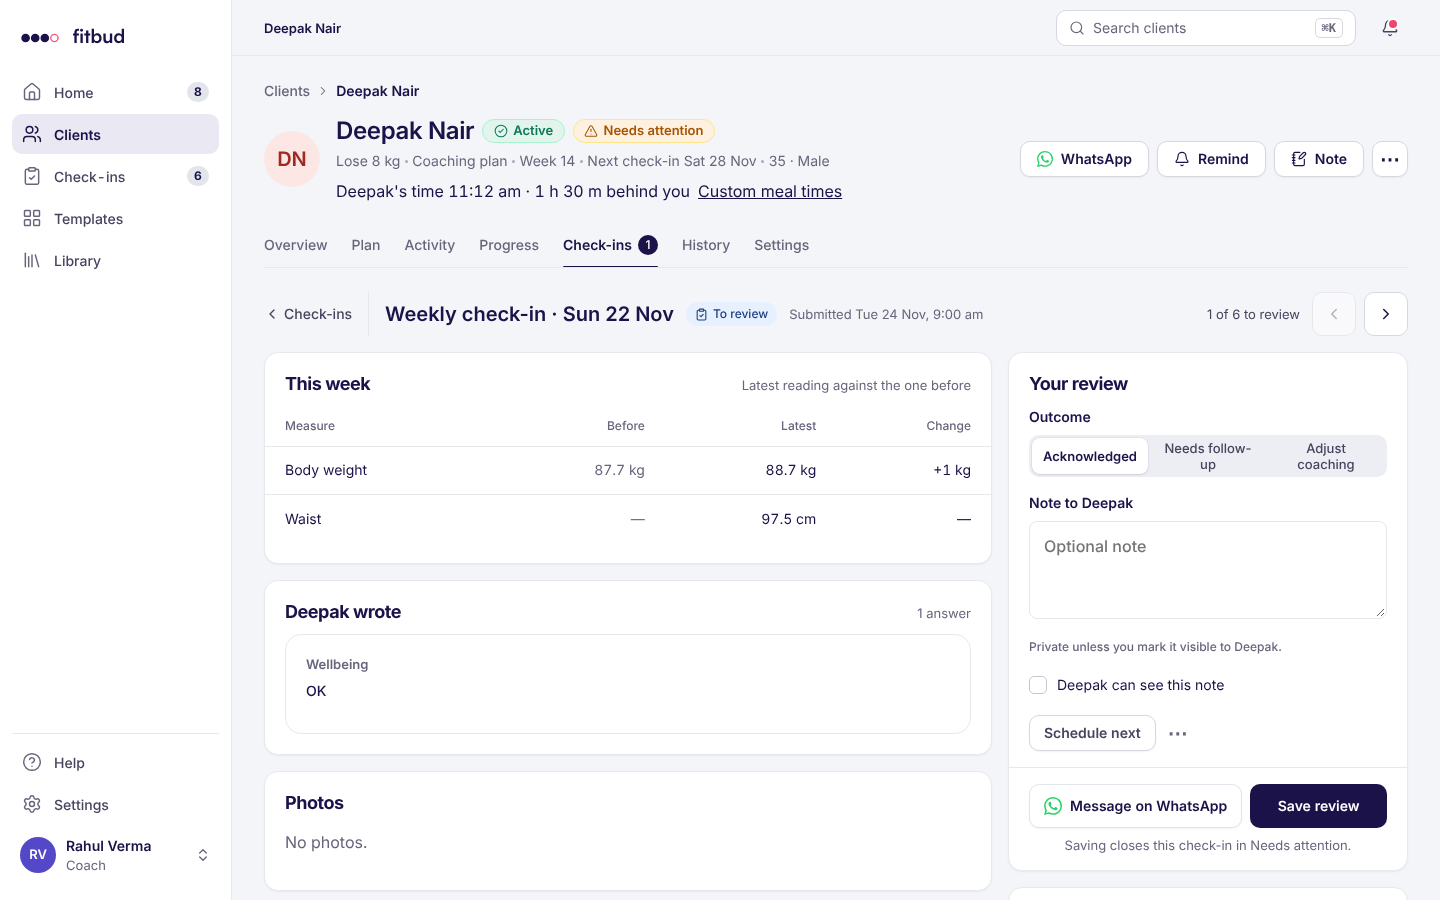 fitbud
Deepak Nair
Search clients
⌘K
Home
8
Clients
Check-ins
6
Templates
Library
Clients > Deepak Nair
DN
Deepak Nair
Active
Needs attention
Lose 8 kg · Coaching plan · Week 14 · Next check-in Sat 28 Nov · 35 · Male
Deepak's time 11:12 am · 1 h 30 m behind you Custom meal times
WhatsApp
Remind
Note
Overview
Plan
Activity
Progress
Check-ins 1
History
Settings
Check-ins
Weekly check-in · Sun 22 Nov
To review
Submitted Tue 24 Nov, 9:00 am
1 of 6 to review
This week
Latest reading against the one before
Measure Before Latest Change
Body weight 87.7 kg 88.7 kg +1 kg
Waist — 97.5 cm —
Deepak wrote
1 answer
Wellbeing
OK
Photos
No photos.
Your review
Outcome
Acknowledged
Needs follow-
up
Adjust
coaching
Note to Deepak
Optional note
Private unless you mark it visible to Deepak.
Deepak can see this note
Schedule next
Message on WhatsApp
Save review
Saving closes this check-in in Needs attention.
Help
Settings
RV
Rahul Verma
Coach